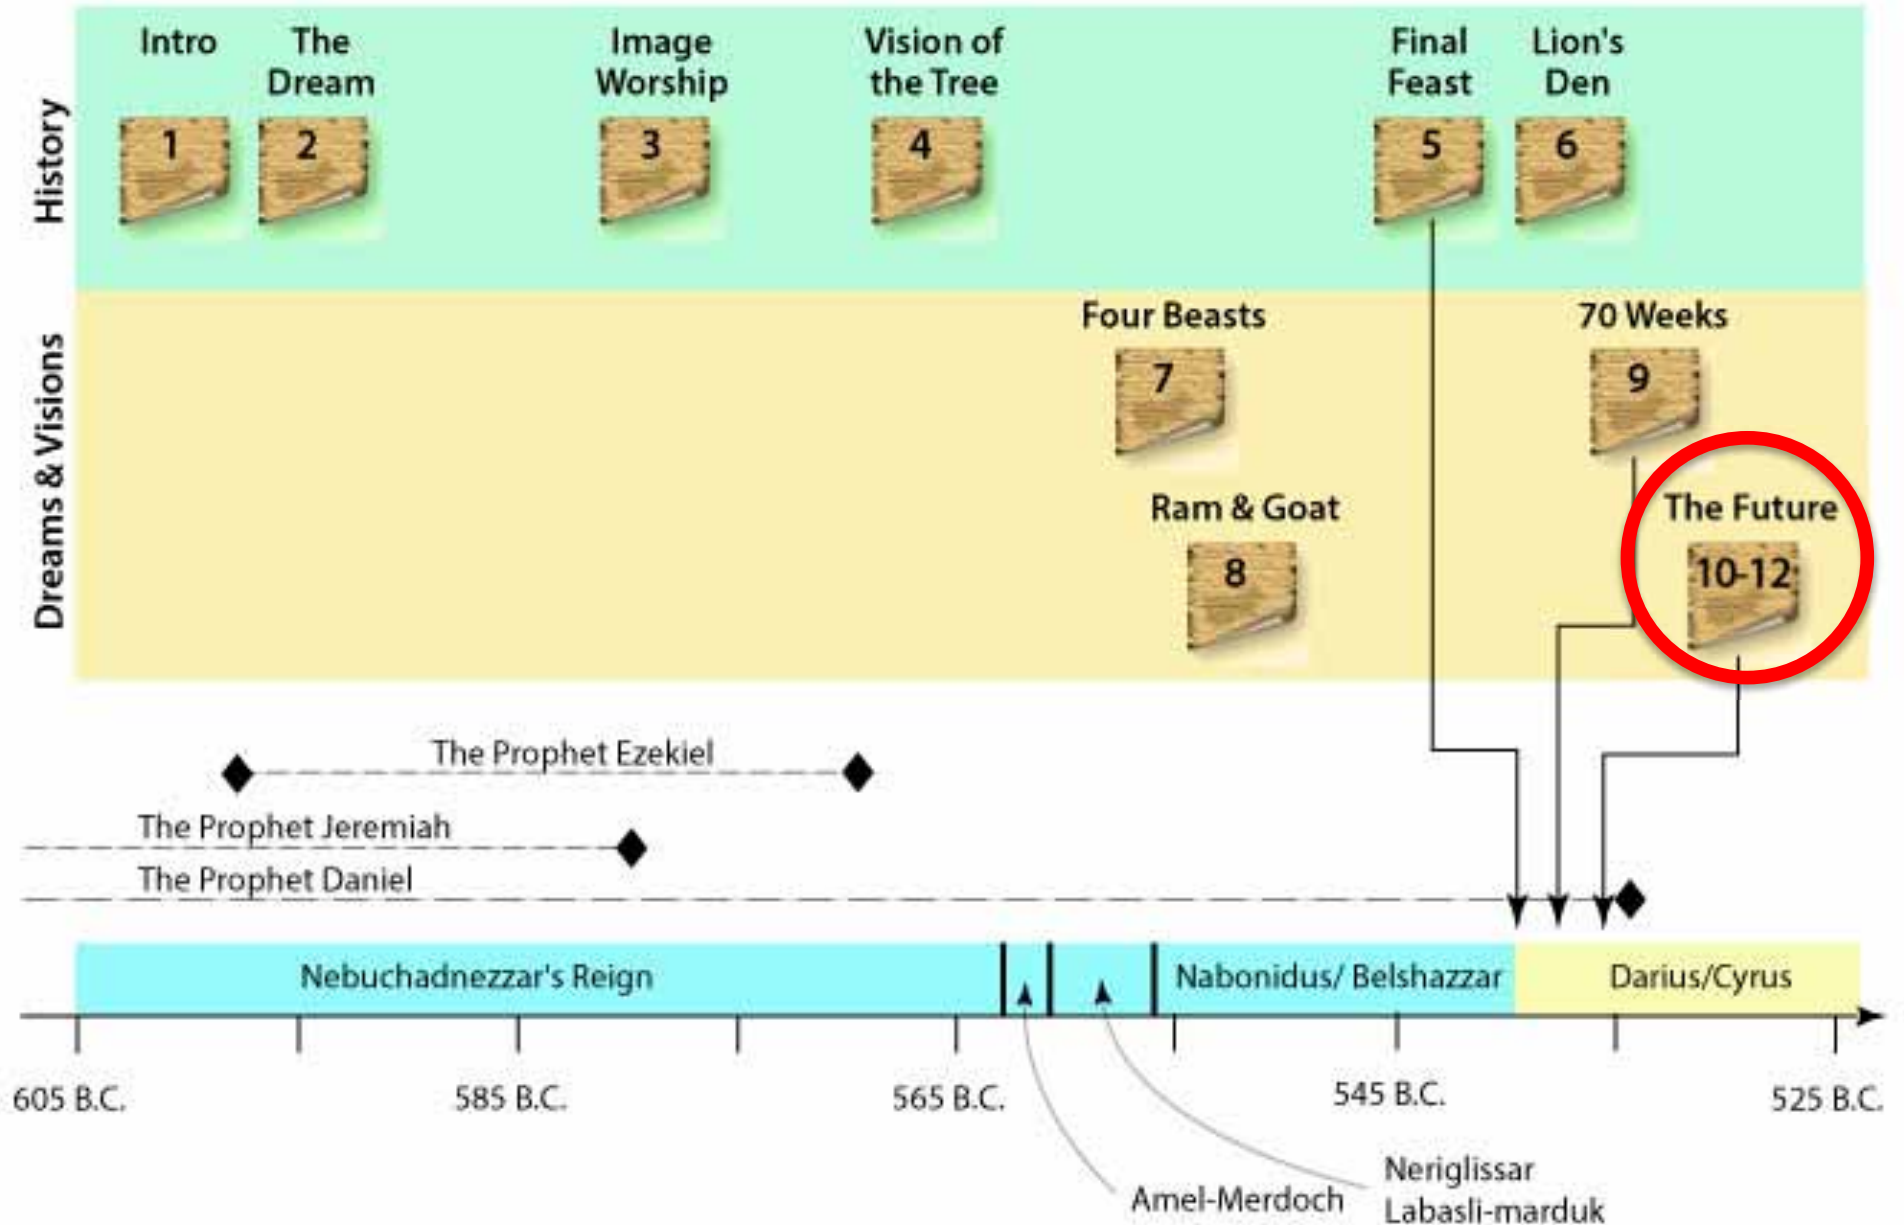 History
Intro
The
Dream
Image
Worship
Vision of
the Tree
Final
Feast
Lion's
Den
1
2
3
4
5
6
Dreams & Visions
Four Beasts
70 Weeks
7
9
Ram & Goat
The Future
8
10-12
The Prophet Ezekiel
The Prophet Jeremiah
The Prophet Daniel
Nebuchadnezzar's Reign
Nabonidus/ Belshazzar
Darius/Cyrus
605 B.C.
585 B.C.
565 B.C.
545 B.C.
525 B.C.
Amel-Merdoch
Neriglissar
Labasli-marduk